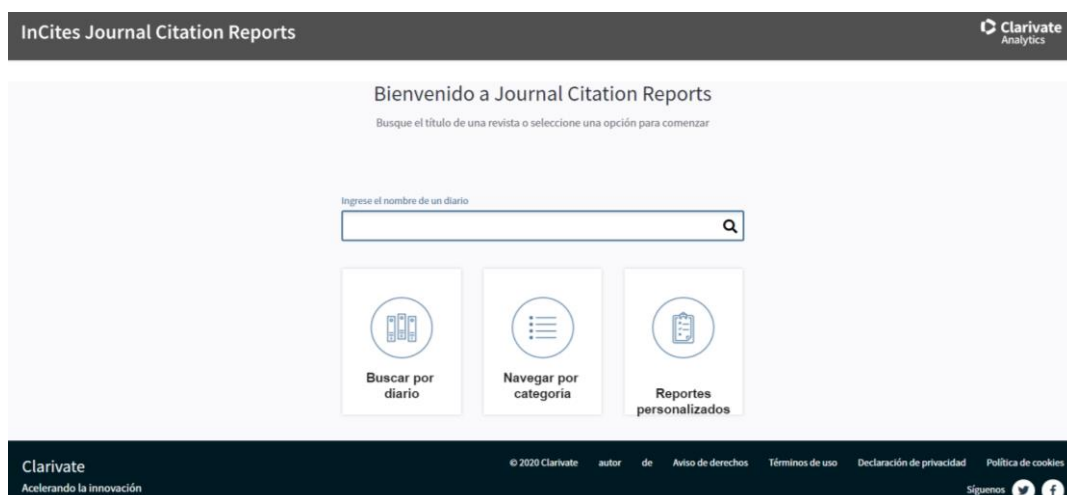 InCites Journal Citation Reports
Clarivate
Analytics
Bienvenido a Journal Citation Reports
Busque el título de una revista o seleccione una opción para comenzar
Ingrese el nombre de un diario
Buscar por
diario
Navegar por
categoria
Reportes
personalizados
Clarivate
Acelerando la innovación
© 2020 Clarivate autor de Aviso de derechos Términos de uso Declaración de privacidad Política de cookies
Síguenos